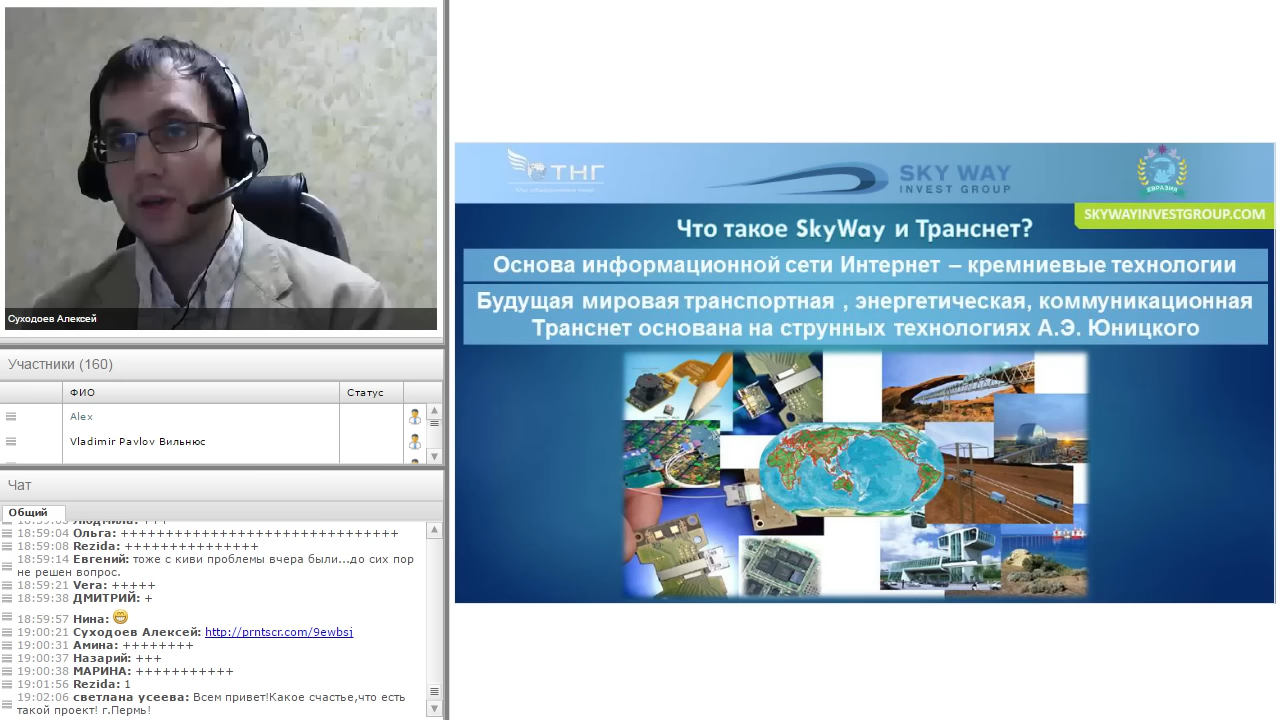 Суходоев Алексей
Участники (160)
ФИО Статус
Alex
Vladimir Pavlov Вильнюс
Чат
Общий
18:59:03 Людмила: +++
18:59:04 Ольга: +++++++++++++++++++++++++++++++
18:59:08 Rezida: +++++++++++++++
18:59:14 Евгений: тоже с киви проблемы вчера были...до сих пор
не решен вопрос.
18:59:21 Vera: +++++
18:59:38 ДМИТРИЙ: +
18:59:57 Нина:
19:00:21 Суходоев Алексей: http://prntscr.com/9ewbsj
19:00:31 Амина: ++++++++
19:00:37 Назарий: +++
19:00:38 МАРИНА: +++++++++++
19:01:56 Rezida: 1
19:02:06 светлана усеева: Всем привет!Какое счастье,что есть
такой проект! г.Пермь!
ТНГ
SKY WAY
INVEST GROUP
ЕВРАЗИЯ
SKYWAYINVESTGROUP.COM
Что такое SkyWay и Транснет?
Основа информационной сети Интернет – кремниевые технологии
Будущая мировая транспортная , энергетическая, коммуникационная
Транснет основана на струнных технологиях А.Э. Юницкого